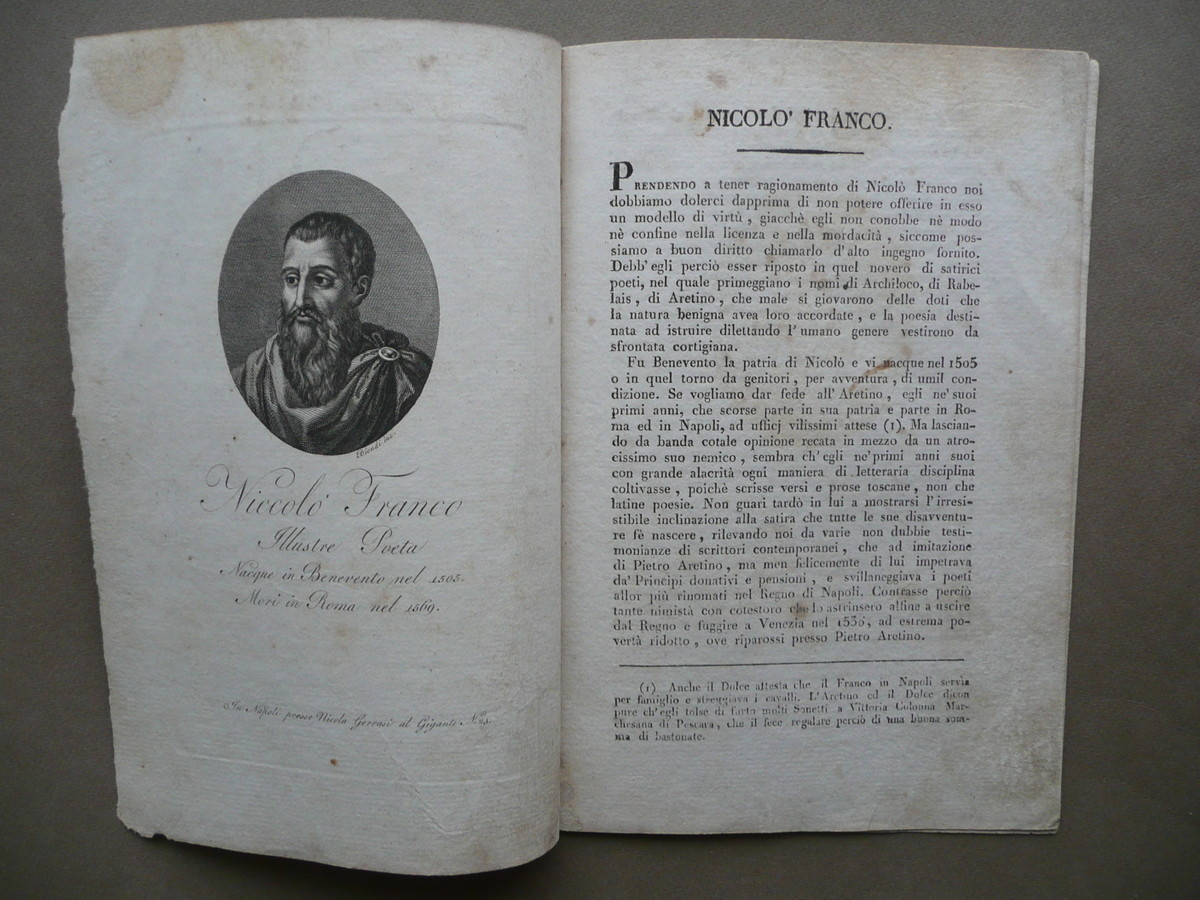 Biondi inc.
Niccolò Franco
Illustre Poeta
Nacque in Benevento nel 1505.
Morì in Roma nel 1569.
In Napoli presso Nicola Gervasi al Gigante N.° 23.
NICOLO' FRANCO.
PRENDENDO a tener ragionamento di Nicolò Franco noi
dobbiamo dolerci dapprima di non potere offerire in esso
un modello di virtù, giacchè egli non conobbe nè modo
nè confine nella licenza e nella mordacità, siccome pos-
siamo a buon diritto chiamarlo d'alto ingegno fornito.
Debb'egli perciò esser riposto in quel novero di satirici
poeti, nel quale primeggiano i nomi di Archiloco, di Rabe-
lais, di Aretino, che male si giovarono delle doti che
la natura benigna avea loro accordate, e la poesia desti-
nata ad istruire dilettando l'umano genere vestirono da
sfrontata cortigiana.
Fu Benevento la patria di Nicolò e vi nacque nel 1505
o in quel torno da genitori, per avventura, di umil con-
dizione. Se vogliamo dar fede all'Aretino, egli ne'suoi
primi anni, che scorse parte in sua patria e parte in Ro-
ma ed in Napoli, ad ufficj vilissimi attese (1). Ma lascian-
do da banda cotale opinione recata in mezzo da un atro-
cissimo suo nemico, sembra ch'egli ne'primi anni suoi
con grande alacrità ogni maniera di letteraria disciplina
coltivasse, poichè scrisse versi e prose toscane, non che
latine poesie. Non guari tardò in lui a mostrarsi l'irresi-
stibile inclinazione alla satira che tutte le sue disavventu-
re fè nascere, rilevando noi da varie non dubbie testi-
monianze di scrittori contemporanei, che ad imitazione
di Pietro Aretino, ma men felicemente di lui impetrava
da'Principi donativi e pensioni, e svillaneggiava i poeti
allor più rinomati nel Regno di Napoli. Contrasse perciò
tante nimistà con cotestoro che lo astrinsero alfine a uscire
dal Regno e fuggire a Venezia nel 1536, ad estrema po-
vertà ridotto, ove riparossi presso Pietro Aretino.
(1) Anche il Dolce attesta che il Franco in Napoli servia
per famiglio e streggiava i cavalli. L'Aretino ed il Dolce dicon
pure ch'egli tolse di furto molti Sonetti a Vittoria Colonna Mar-
chesana di Pescara, che il fece regalare perciò di una buona som-
ma di bastonate.